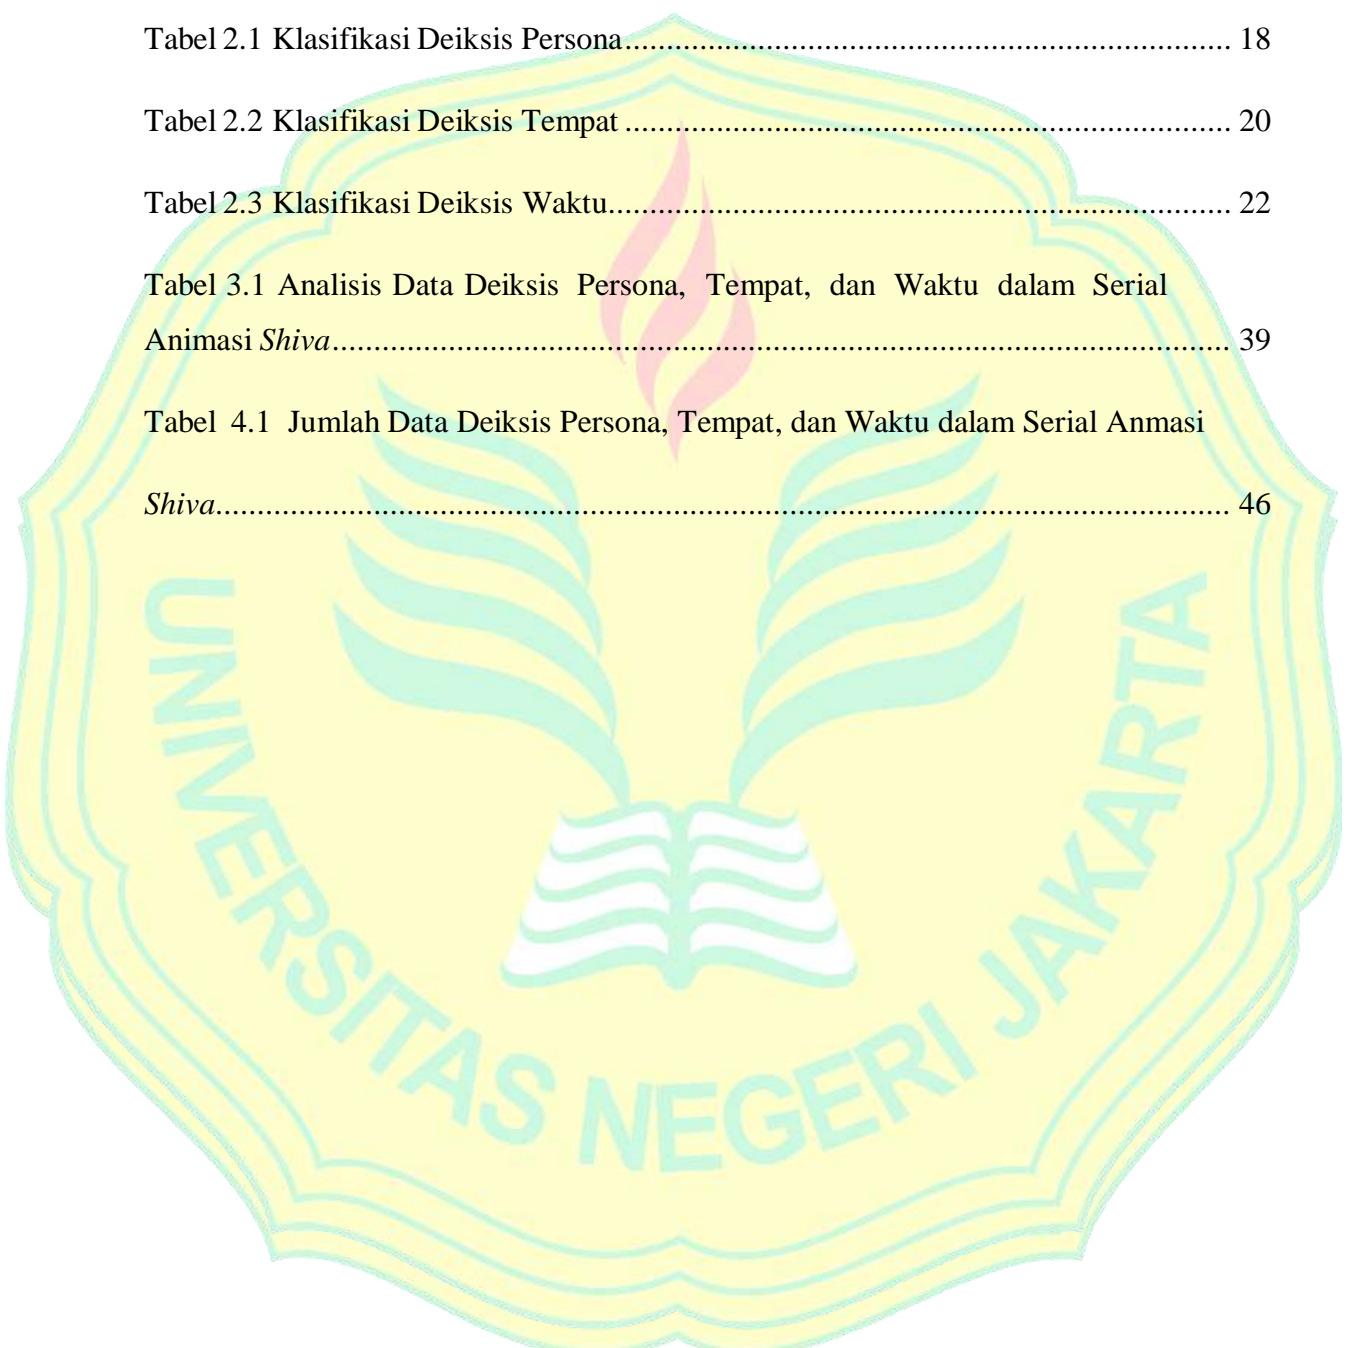 Tabel 2.1 Klasifikasi Deiksis Persona.......................................................................... 18
Tabel 2.2 Klasifikasi Deiksis Tempat .......................................................................... 20
Tabel 2.3 Klasifikasi Deiksis Waktu............................................................................ 22
Tabel 3.1 Analisis Data Deiksis Persona, Tempat, dan Waktu dalam Serial
Animasi Shiva............................................................................................................. 39
Tabel 4.1 Jumlah Data Deiksis Persona, Tempat, dan Waktu dalam Serial Anmasi
Shiva........................................................................................................................... 46
UNIVERSITAS NEGERI JAKARTA